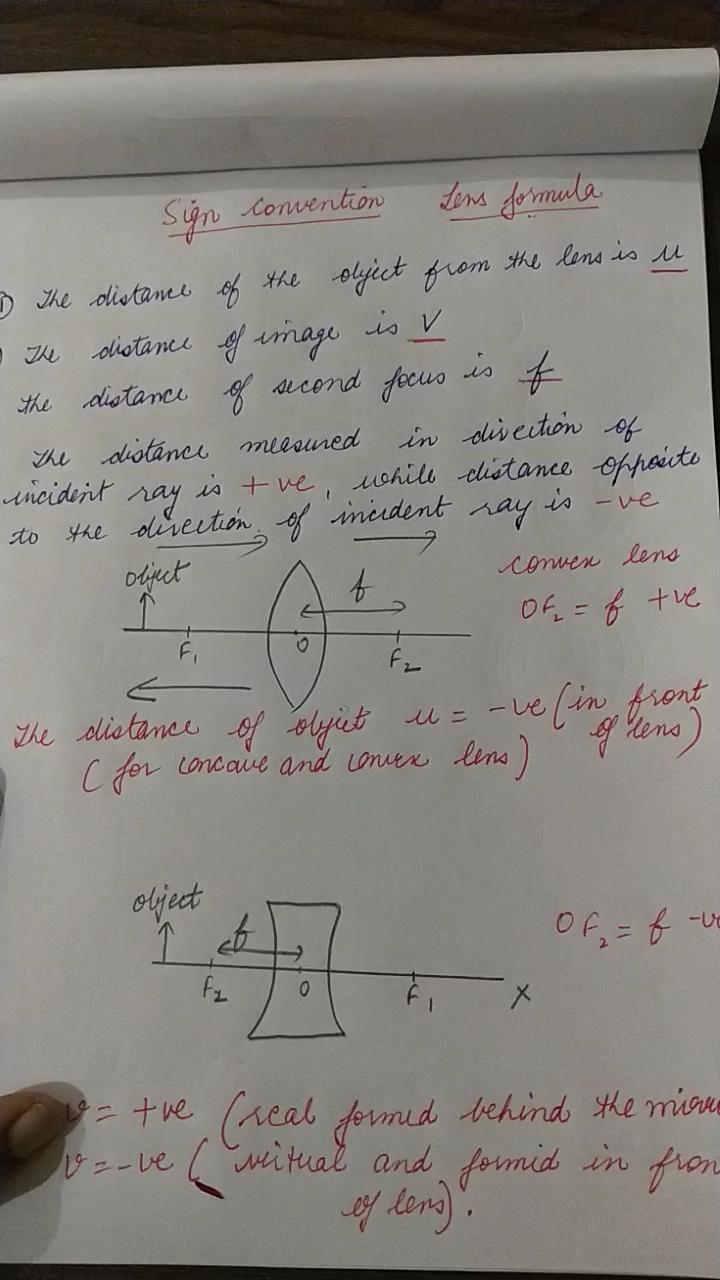 Sign convention Lens formula
① The distance of the object from the lens is u
The distance of image is V
the distance of second focus is f
The distance measured in direction of
incident ray is +ve, while distance opposite
to the direction of incident ray is -ve
object
f
convex lens
OF₂ = f +ve
F₁ O F₂
The distance of object u = -ve (in front
of lens)
(for concave and convex lens)
object
f
OF₂ = f -ve
F₂ O F₁ X
v = +ve (real formed behind the
v = -ve ( virtual and formed in
of lens).